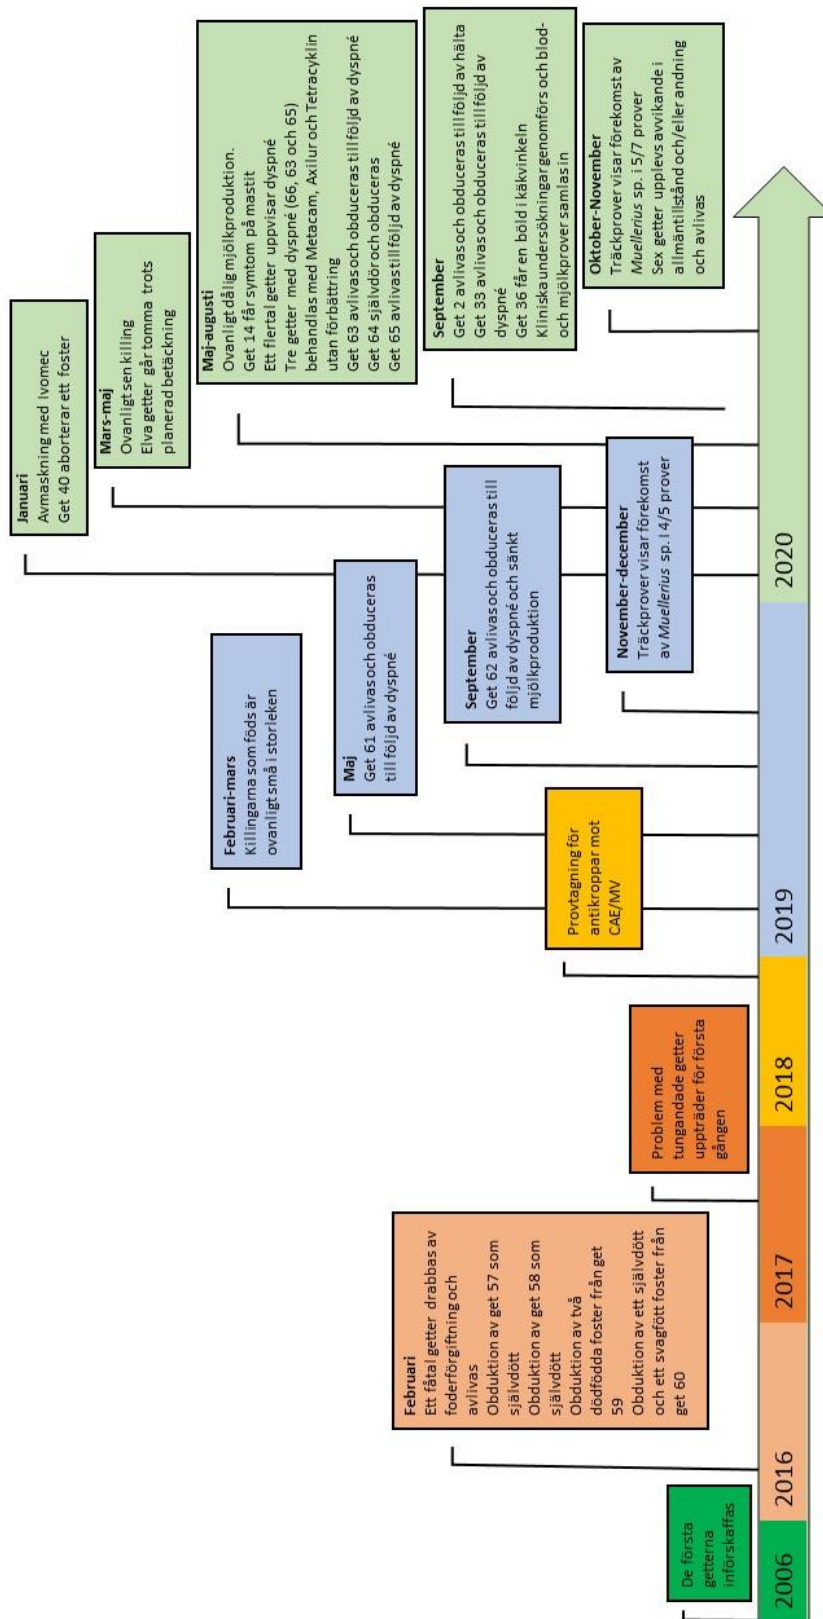 De första
getterna
införskaffas
Februari
Ett fåtal getter drabbas av
foderförgiftning och
avlivas
Obduktion av get 57 som
självdött
Obduktion av get 58 som
självdött
Obduktion av två
dödfödda foster från get
59
Obduktion av ett självdött
och ett svagfött foster från
get 60
Problem med
tungandade getter
uppträder för första
gången
Provtagning för
antikroppar mot
CAE/MV
Februari-mars
Killingarna som föds är
ovanligt små i storleken
Maj
Get 61 avlivas och obduceras
till följd av dyspné
September
Get 62 avlivas och obduceras till
följd av dyspné och sänkt
mjölkproduktion
November-december
Träckprover visar förekomst
av Muellerius sp. I 4/5 prover
Januari
Avmaskning med Ivomec
Get 40 aborterar ett foster
Mars-maj
Ovanligt sen killing
Elva getter går tomma trots
planerad betäckning
Maj-augusti
Ovanligt dålig mjölkproduktion.
Get 14 får symtom på mastit
Ett flertal getter uppvisar dyspné
Tre getter med dyspné (66, 63 och 65)
behandlas med Metacam, Axilur och Tetracyklin
utan förbättring
Get 63 avlivas och obduceras till följd av dyspné
Get 64 självdör och obduceras
Get 65 avlivas till följd av dyspné
September
Get 2 avlivas och obduceras till följd av hälta
Get 33 avlivas och obduceras till följd av
dyspné
Get 36 får en böld i käkvinkeln
Kliniska undersökningar genomförs och blod-
och mjölkprover samlas in
Oktober-November
Träckprover visar förekomst av
Muellerius sp. i 5/7 prover
Sex getter upplevs avvikande i
allmäntillstånd och/eller andning
och avlivas
2006
2016
2017
2018
2019
2020